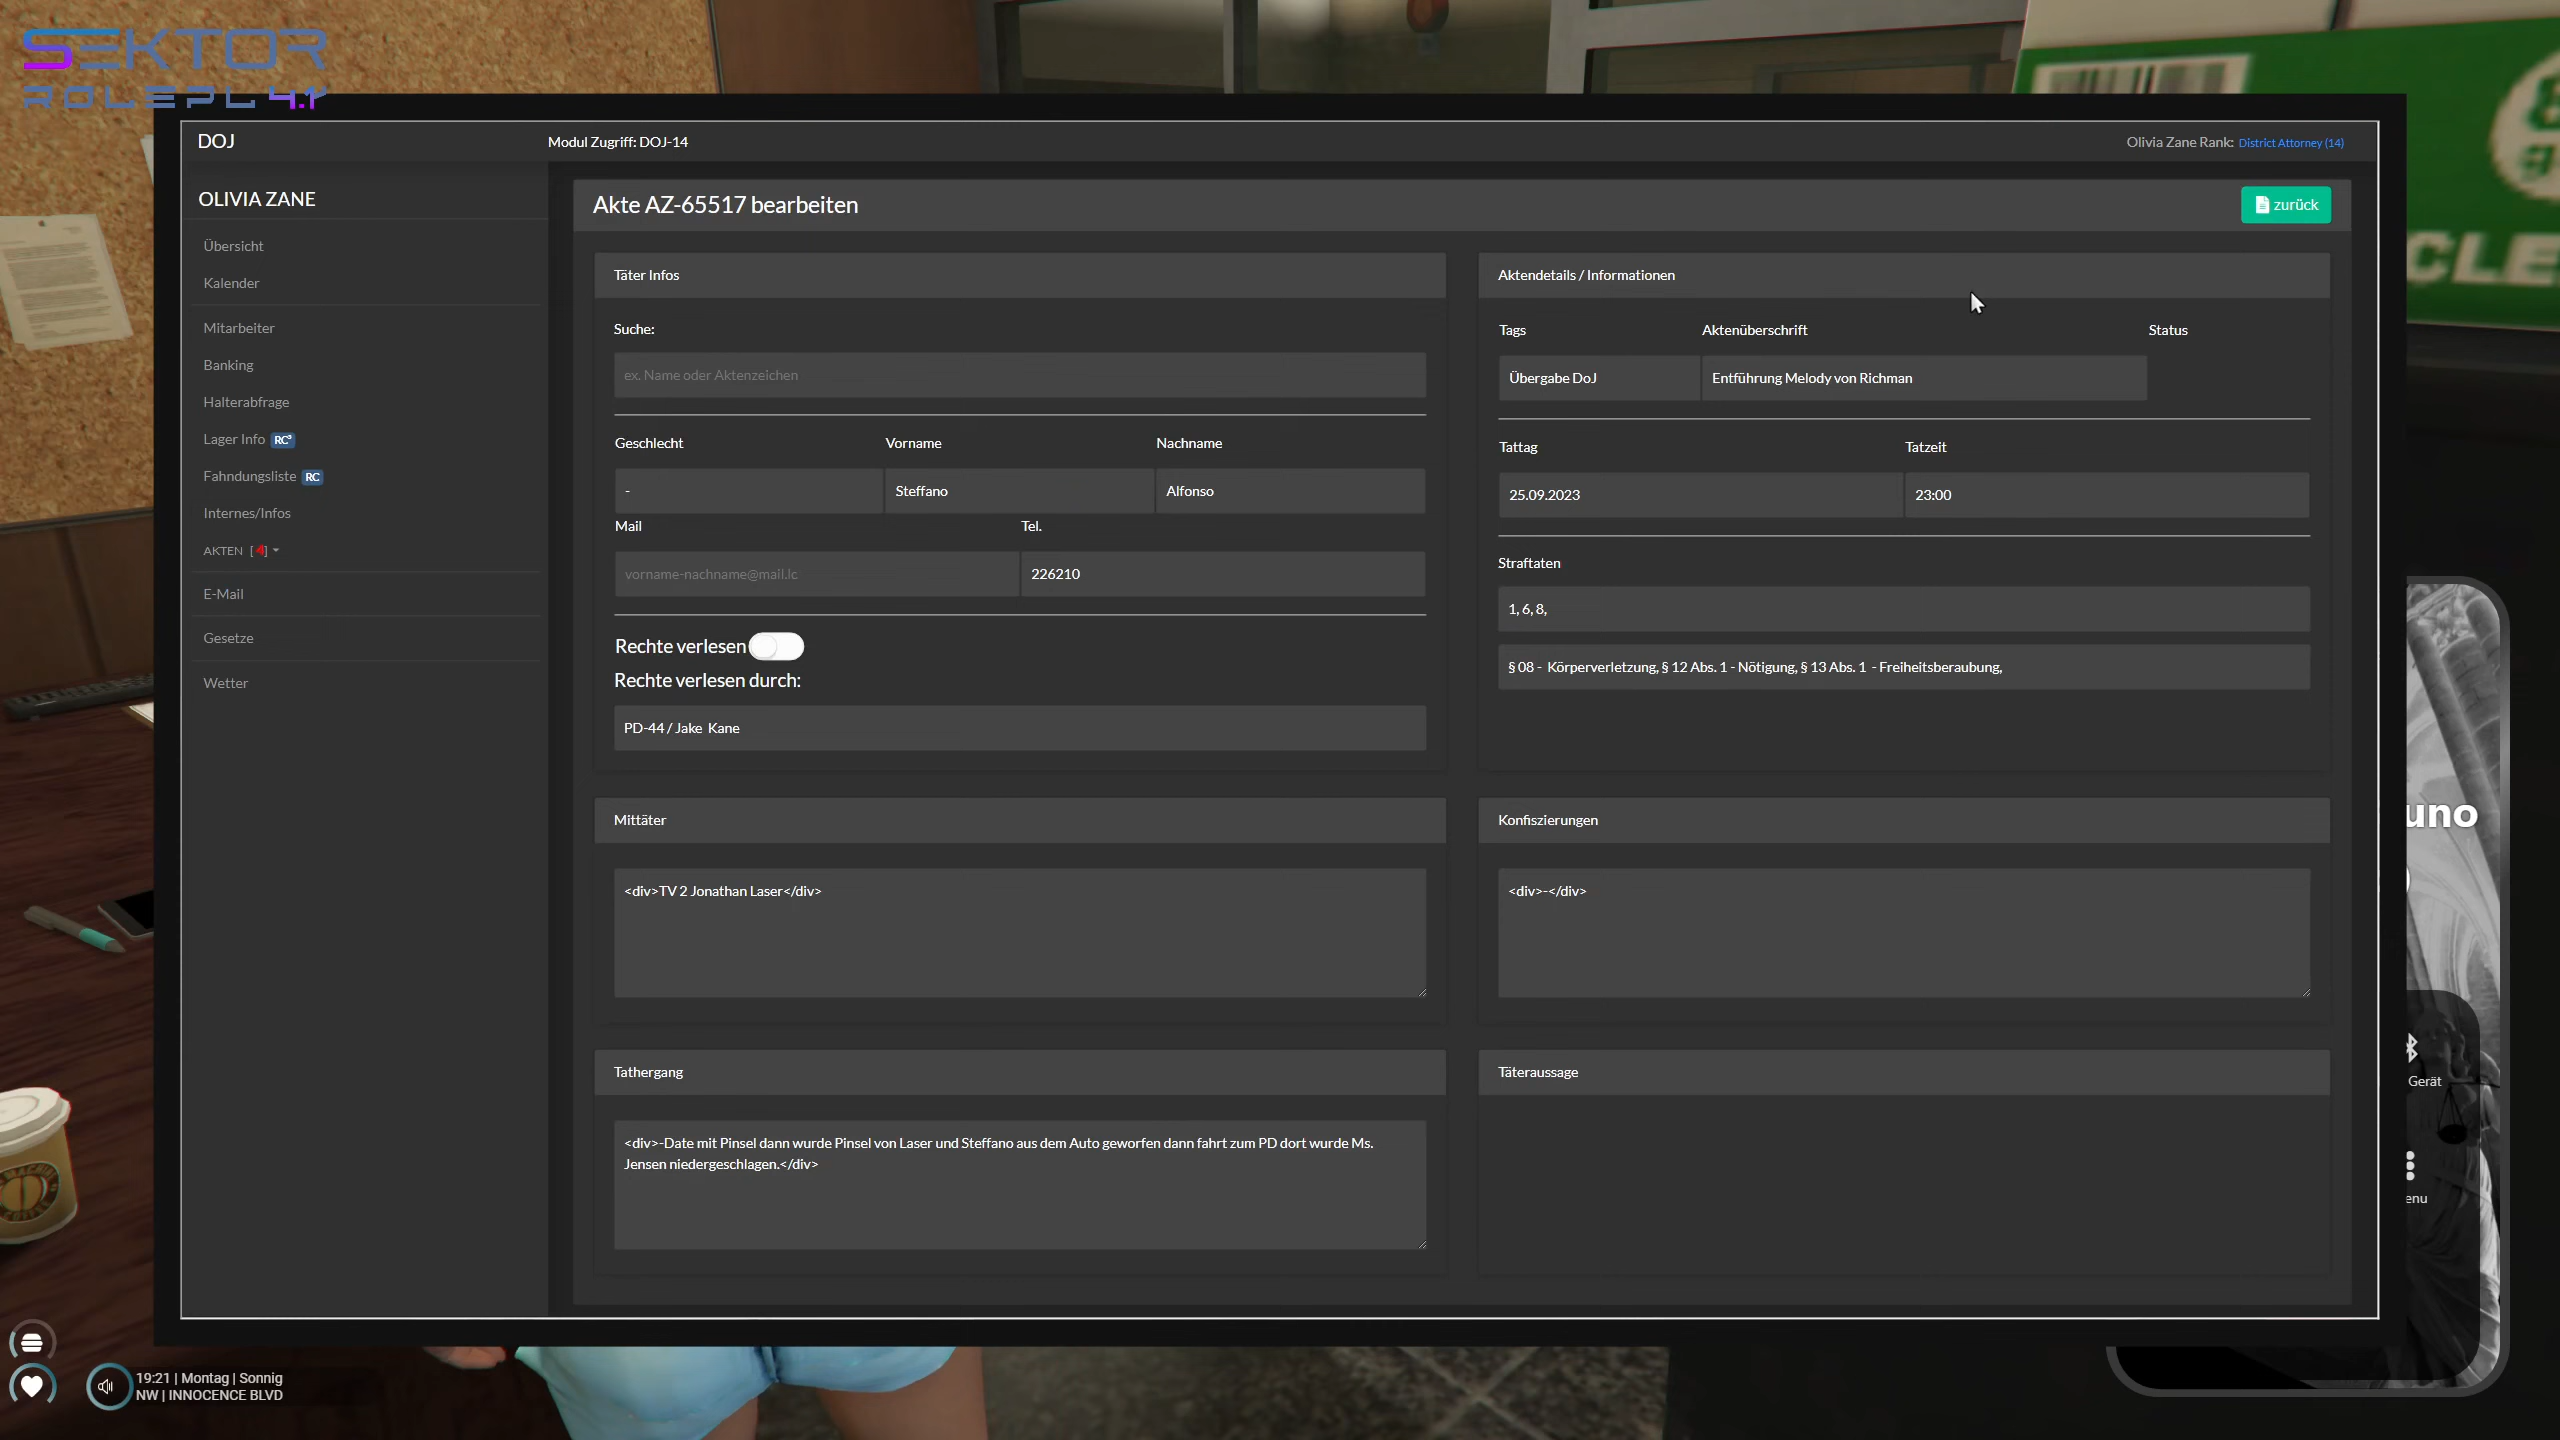 SEKTOR
ROLEPL4.Y
DOJ
Modul Zugriff: DOJ-14
Olivia Zane Rank: District Attorney (14)
OLIVIA ZANE
Übersicht
Kalender
Mitarbeiter
Banking
Halterabfrage
Lager Info RC³
Fahndungsliste RC
Internes/Infos
AKTEN [4]
E-Mail
Gesetze
Wetter
Akte AZ-65517 bearbeiten
zurück
Täter Infos
Suche:
ex. Name oder Aktenzeichen
Geschlecht Vorname Nachname
- Steffano Alfonso
Mail Tel.
vorname-nachname@mail.lc 226210
Rechte verlesen
Rechte verlesen durch:
PD-44 / Jake Kane
Aktendetails / Informationen
Tags Aktenüberschrift Status
Übergabe DoJ Entführung Melody von Richman
Tattag Tatzeit
25.09.2023 23:00
Straftaten
1, 6, 8,
§ 08 - Körperverletzung, § 12 Abs. 1 - Nötigung, § 13 Abs. 1 - Freiheitsberaubung,
Mittäter
<div>TV 2 Jonathan Laser</div>
Konfiszierungen
<div>-</div>
Tathergang
<div>-Date mit Pinsel dann wurde Pinsel von Laser und Steffano aus dem Auto geworfen dann fahrt zum PD dort wurde Ms.
Jensen niedergeschlagen.</div>
Täteraussage
uno
Gerät
enu
CLE
19:21 | Montag | Sonnig
NW | INNOCENCE BLVD